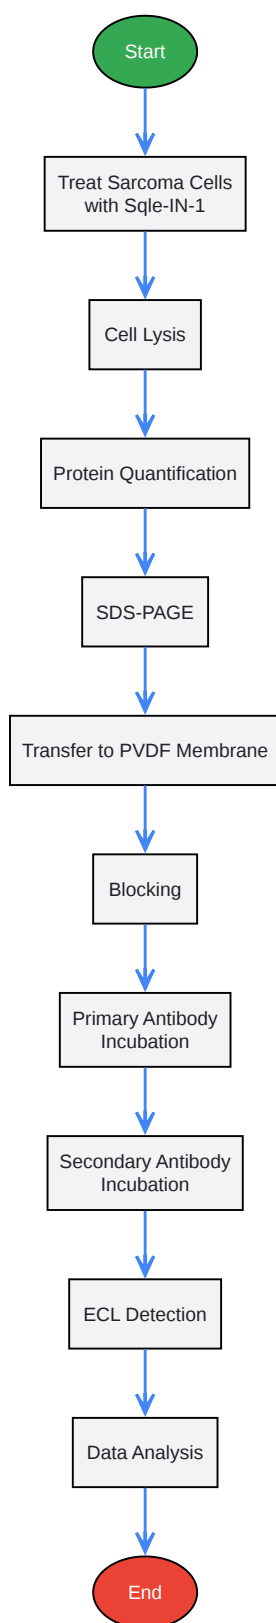 Start
Treat Sarcoma Cells
with Sqle-IN-1
Cell Lysis
Protein Quantification
SDS-PAGE
Transfer to PVDF Membrane
Blocking
Primary Antibody
Incubation
Secondary Antibody
Incubation
ECL Detection
Data Analysis
End